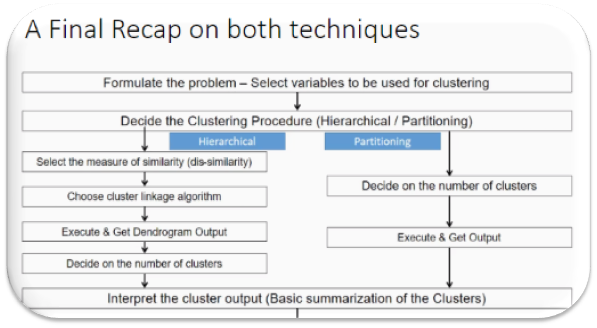 A Final Recap on both techniques
Formulate the problem – Select variables to be used for clustering
Decide the Clustering Procedure (Hierarchical / Partitioning)
Hierarchical
Partitioning
Select the measure of similarity (dis-similarity)
Choose cluster linkage algorithm
Execute & Get Dendrogram Output
Decide on the number of clusters
Decide on the number of clusters
Execute & Get Output
Interpret the cluster output (Basic summarization of the Clusters)